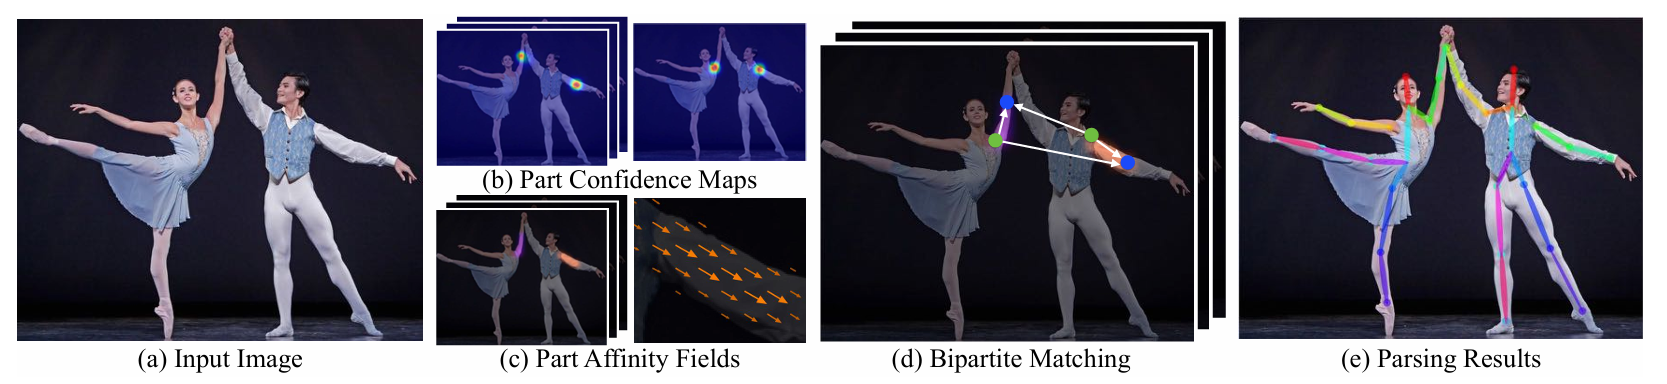 (a) Input Image
(b) Part Confidence Maps
(c) Part Affinity Fields
(d) Bipartite Matching
(e) Parsing Results